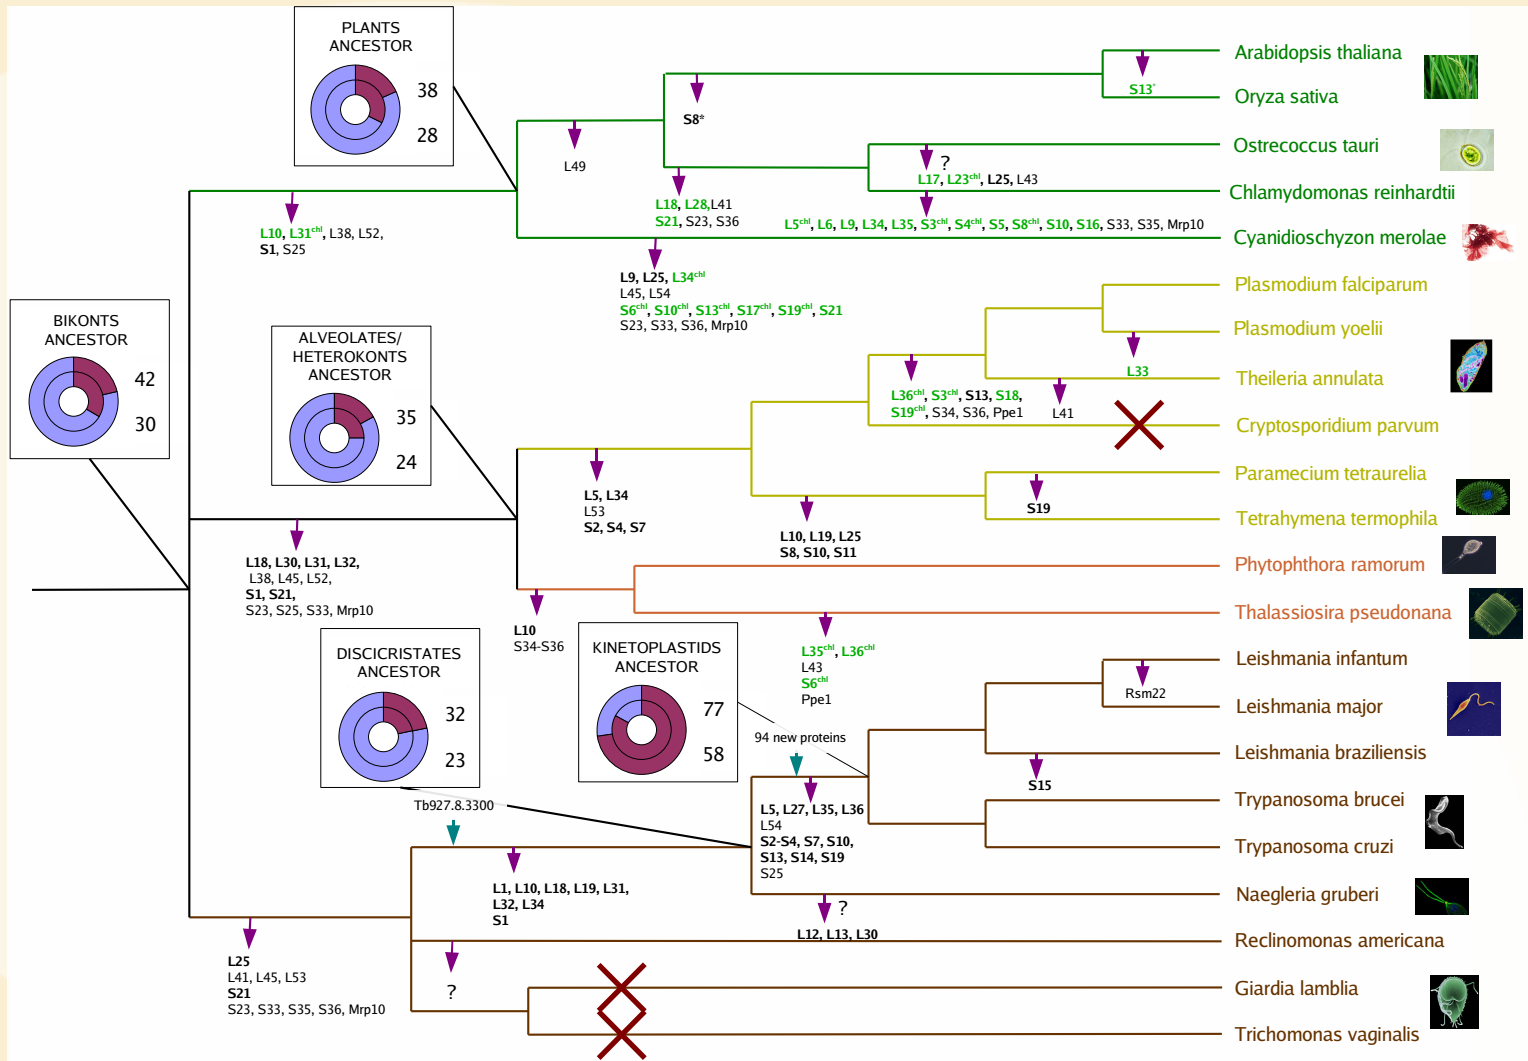 PLANTS
ANCESTOR
38
28
Arabidopsis thaliana
S13*
Oryza sativa
S8*
L49
Ostrecoccus tauri
?
L17, L23chl, L25, L43
Chlamydomonas reinhardtii
L18, L28,L41
S21, S23, S36
L5chl, L6, L9, L34, L35, S3chl, S4chl, S5, S8chl, S10, S16, S33, S35, Mrp10
L10, L31chl, L38, L52,
S1, S25
Cyanidioschyzon merolae
L9, L25, L34chl
L45, L54
S6chl, S10chl, S13chl, S17chl, S19chl, S21
S23, S33, S36, Mrp10
BIKONTS
ANCESTOR
42
30
ALVEOLATES/
HETEROKONTS
ANCESTOR
35
24
Plasmodium falciparum
Plasmodium yoelii
L33
Theileria annulata
L36chl, S3chl, S13, S18,
S19chl, S34, S36, Ppe1
L41
Cryptosporidium parvum
L5, L34
L53
S2, S4, S7
Paramecium tetraurelia
S19
Tetrahymena termophila
L10, L19, L25
S8, S10, S11
L18, L30, L31, L32,
L38, L45, L52,
S1, S21,
S23, S25, S33, Mrp10
Phytophthora ramorum
L10
S34-S36
Thalassiosira pseudonana
L35chl, L36chl
L43
S6chl
Ppe1
DISCICRISTATES
ANCESTOR
32
23
KINETOPLASTIDS
ANCESTOR
77
58
Leishmania infantum
Rsm22
Leishmania major
94 new proteins
Leishmania braziliensis
S15
Tb927.8.3300
L5, L27, L35, L36
L54
S2-S4, S7, S10,
S13, S14, S19
S25
Trypanosoma brucei
Trypanosoma cruzi
L1, L10, L18, L19, L31,
L32, L34
S1
Naegleria gruberi
?
L12, L13, L30
Reclinomonas americana
?
L25
L41, L45, L53
S21
S23, S33, S35, S36, Mrp10
Giardia lamblia
Trichomonas vaginalis